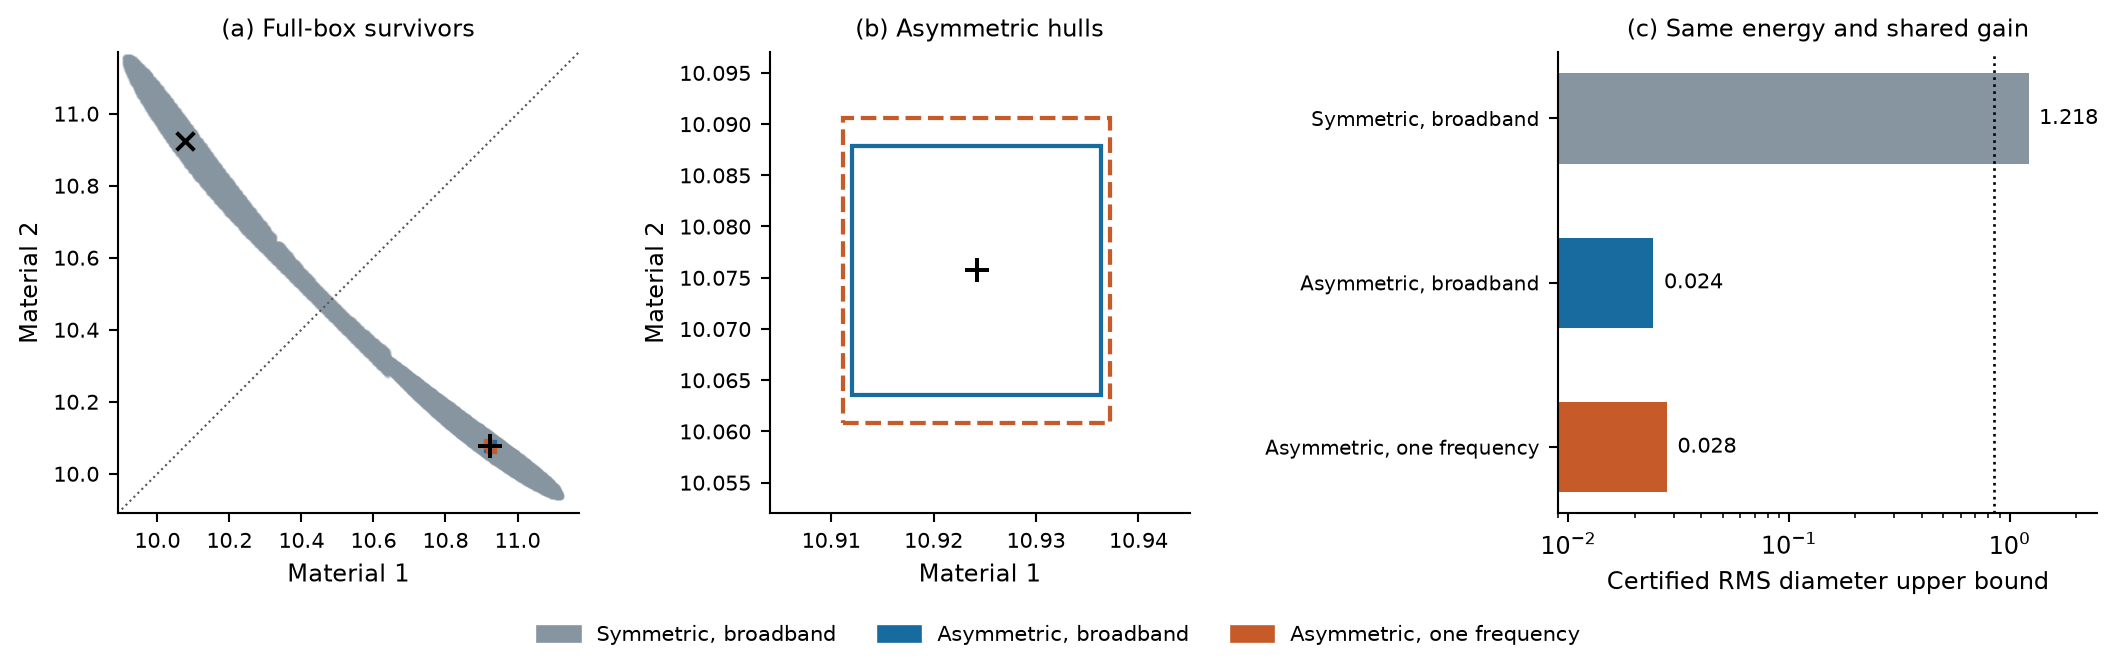 (a) Full-box survivors
Material 2
11.0
10.8
10.6
10.4
10.2
10.0
10.0 10.2 10.4 10.6 10.8 11.0
Material 1
(b) Asymmetric hulls
Material 2
10.095
10.090
10.085
10.080
10.075
10.070
10.065
10.060
10.055
10.91 10.92 10.93 10.94
Material 1
(c) Same energy and shared gain
Symmetric, broadband 1.218
Asymmetric, broadband 0.024
Asymmetric, one frequency 0.028
10⁻² 10⁻¹ 10⁰
Certified RMS diameter upper bound
Symmetric, broadband Asymmetric, broadband Asymmetric, one frequency